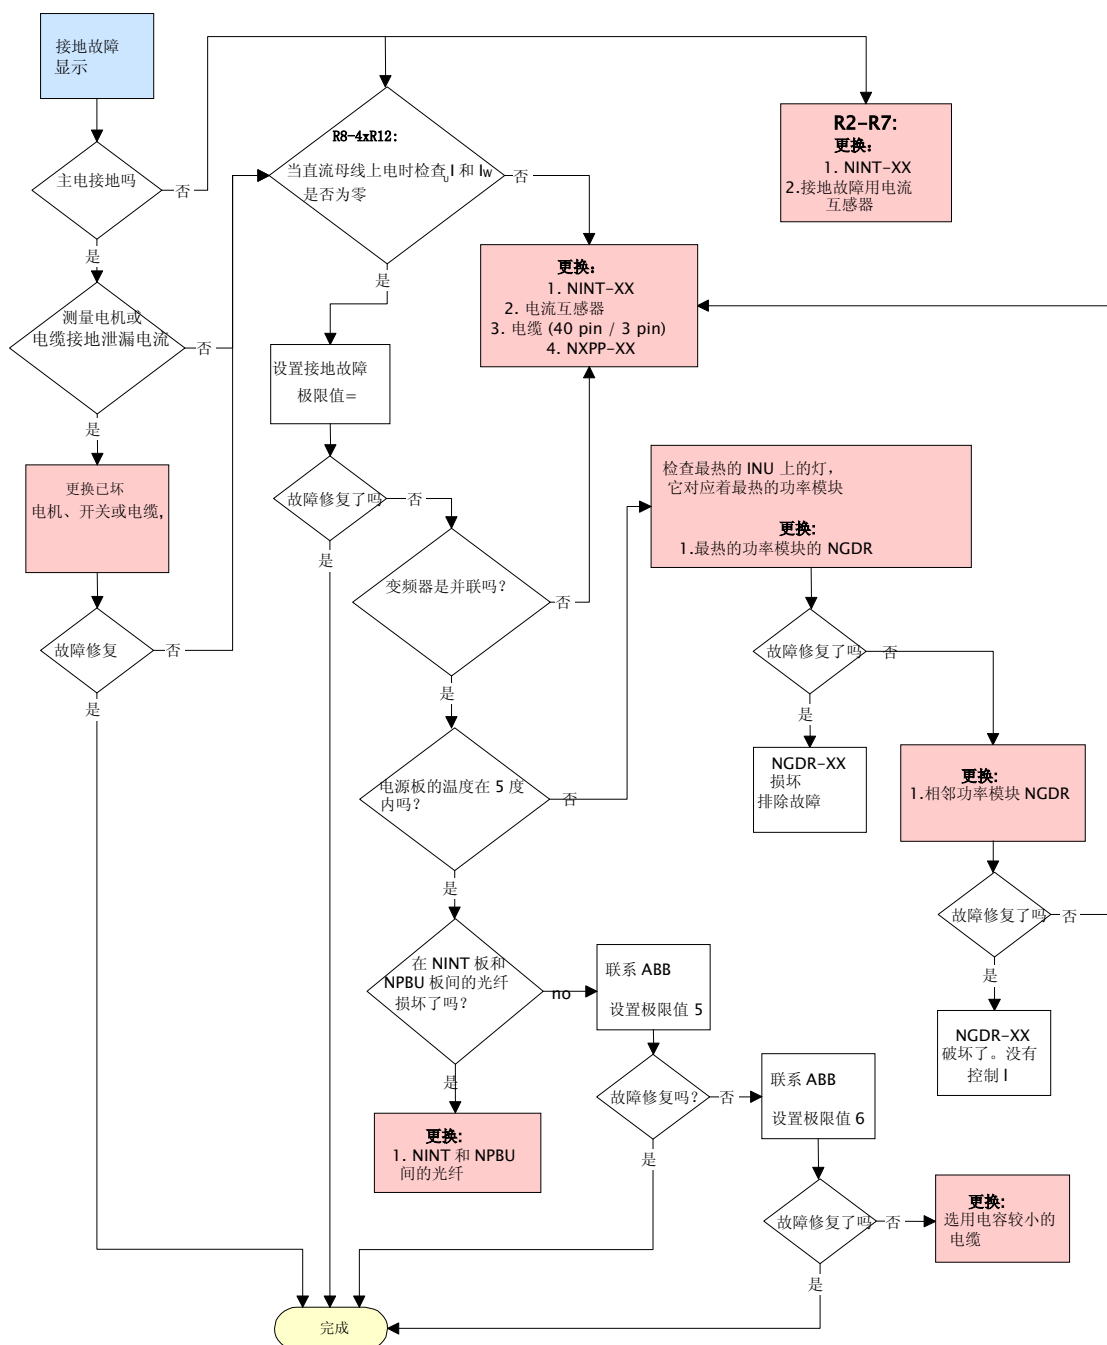 接地故障
显示
R8-4xR12:
当直流母线上电时检查UI 和 IW
是否为零
否
R2-R7:
更换:
1. NINT-XX
2.接地故障用电流
互感器
主电接地吗
否
是
是
更换:
1. NINT-XX
2. 电流互感器
3. 电缆 (40 pin / 3 pin)
4. NXPP-XX
测量电机或
电缆接地泄漏电流
否
是
设置接地故障
极限值=
更换已坏
电机、开关或电缆,
故障修复了吗
否
是
检查最热的 INU 上的灯,
它对应着最热的功率模块
更换:
1.最热的功率模块的 NGDR
变频器是并联吗?
否
是
故障修复
否
是
故障修复了吗
否
是
NGDR-XX
损坏
排除故障
更换:
1.相邻功率模块 NGDR
电源板的温度在 5 度
内吗?
否
是
故障修复了吗
否
是
NGDR-XX
破坏了。没有
控制 I
在 NINT 板和
NPBU 板间的光纤
损坏了吗?
no
是
联系 ABB
设置极限值 5
故障修复吗?
否
是
联系 ABB
设置极限值 6
更换:
1. NINT 和 NPBU
间的光纤
故障修复了吗
否
是
更换:
选用电容较小的
电缆
完成